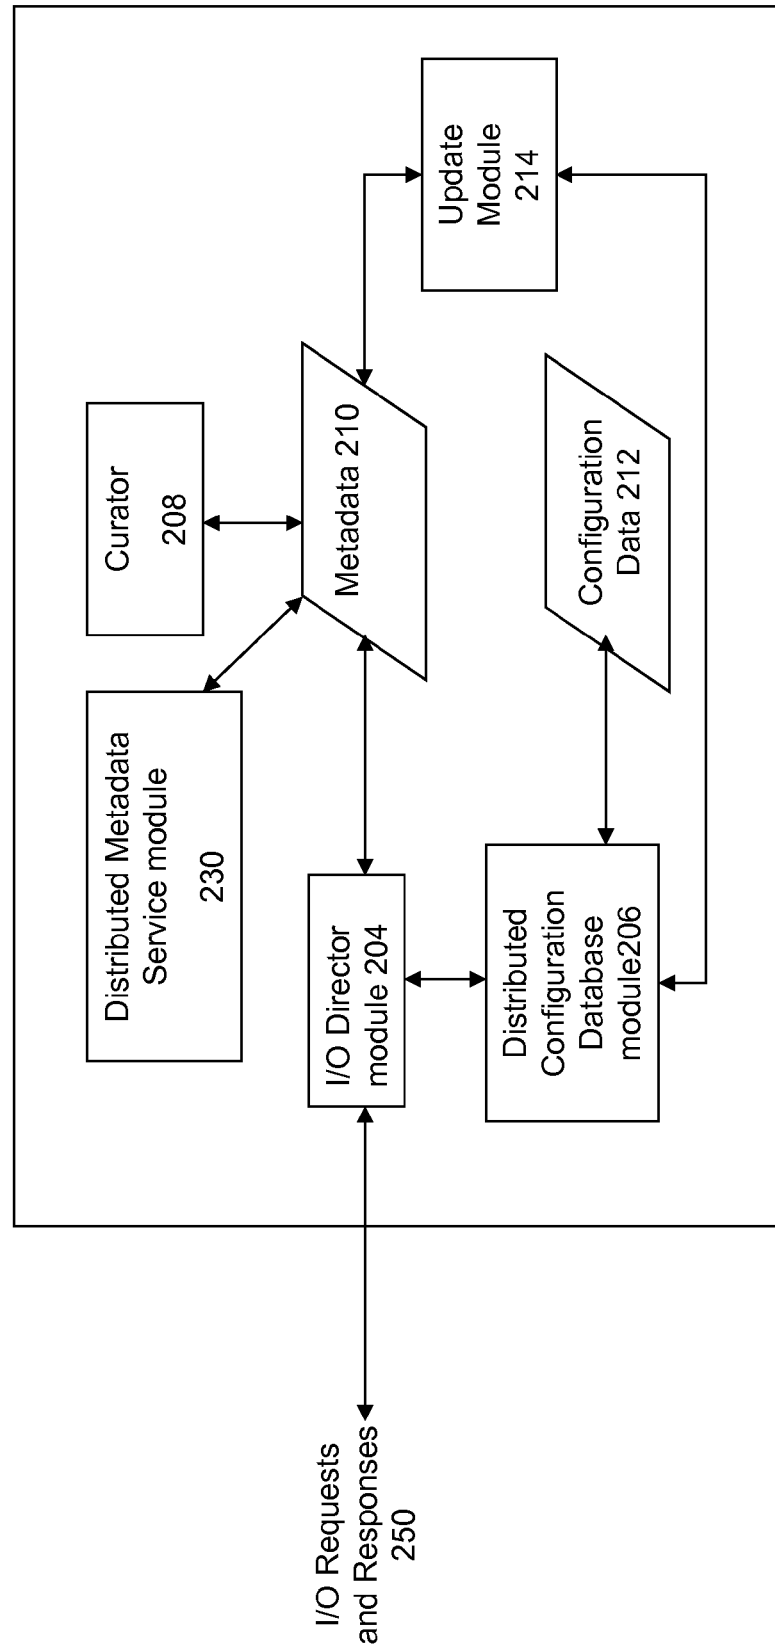 Distributed Metadata
Service module
230
Curator
208
I/O Requests
and Responses
250
I/O Director
module 204
Metadata 210
Update
Module
214
Distributed
Configuration
Database
module206
Configuration
Data 212